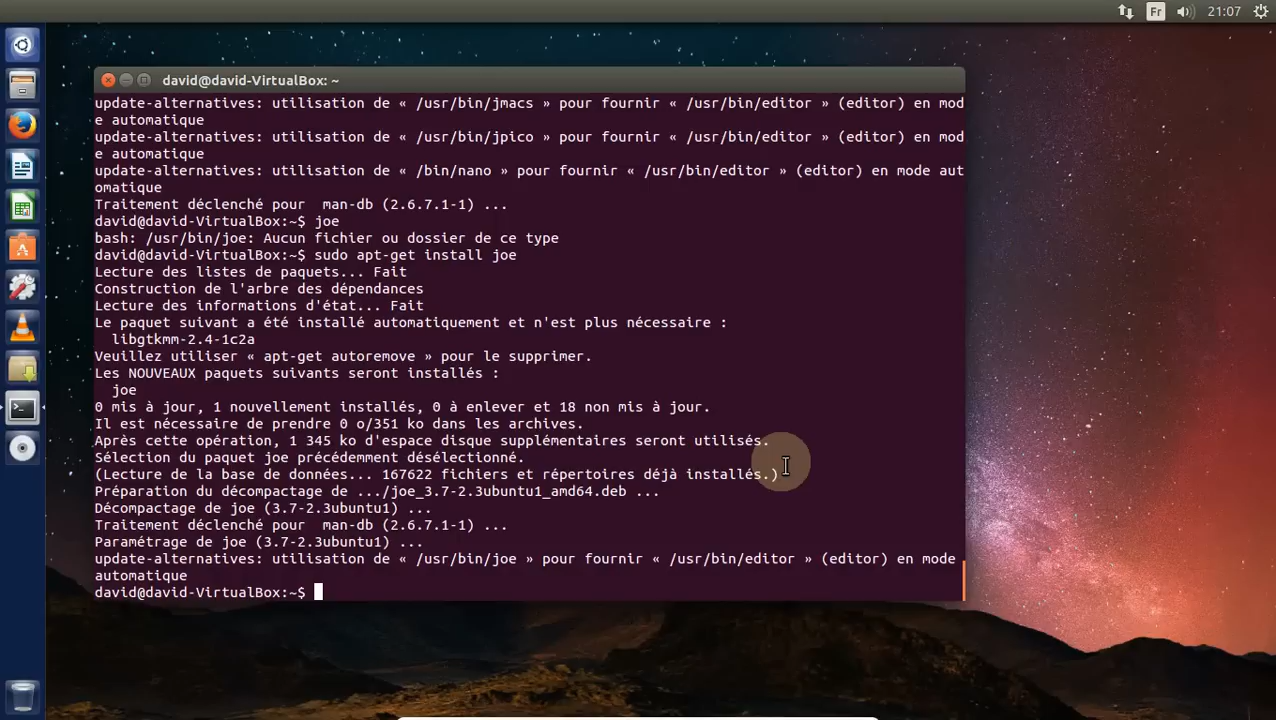 Fr 21:07
david@david-VirtualBox: ~
update-alternatives: utilisation de « /usr/bin/jmacs » pour fournir « /usr/bin/editor » (editor) en mod
e automatique
update-alternatives: utilisation de « /usr/bin/jpico » pour fournir « /usr/bin/editor » (editor) en mod
e automatique
update-alternatives: utilisation de « /bin/nano » pour fournir « /usr/bin/editor » (editor) en mode aut
omatique
Traitement déclenché pour  man-db (2.6.7.1-1) ...
david@david-VirtualBox:~$ joe
bash: /usr/bin/joe: Aucun fichier ou dossier de ce type
david@david-VirtualBox:~$ sudo apt-get install joe
Lecture des listes de paquets... Fait
Construction de l'arbre des dépendances
Lecture des informations d'état... Fait
Le paquet suivant a été installé automatiquement et n'est plus nécessaire :
  libgtkmm-2.4-1c2a
Veuillez utiliser « apt-get autoremove » pour le supprimer.
Les NOUVEAUX paquets suivants seront installés :
  joe
0 mis à jour, 1 nouvellement installés, 0 à enlever et 18 non mis à jour.
Il est nécessaire de prendre 0 o/351 ko dans les archives.
Après cette opération, 1 345 ko d'espace disque supplémentaires seront utilisés.
Sélection du paquet joe précédemment désélectionné.
(Lecture de la base de données... 167622 fichiers et répertoires déjà installés.)
Préparation du décompactage de .../joe_3.7-2.3ubuntu1_amd64.deb ...
Décompactage de joe (3.7-2.3ubuntu1) ...
Traitement déclenché pour  man-db (2.6.7.1-1) ...
Paramétrage de joe (3.7-2.3ubuntu1) ...
update-alternatives: utilisation de « /usr/bin/joe » pour fournir « /usr/bin/editor » (editor) en mode
automatique
david@david-VirtualBox:~$